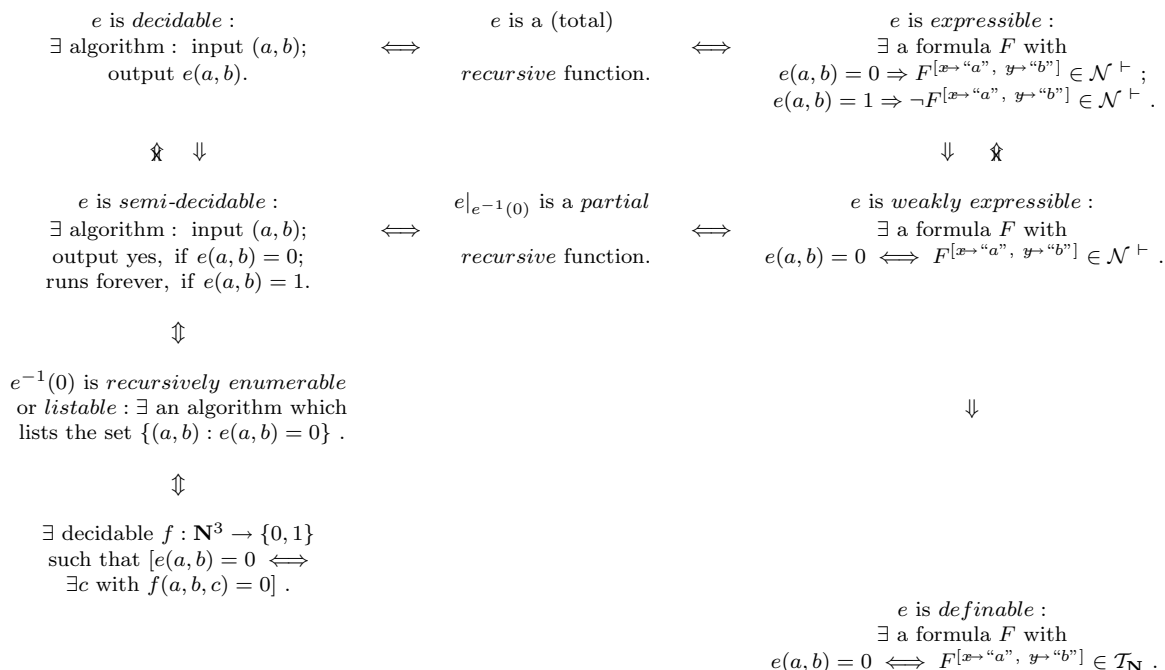 e is decidable : ⟺ e is a (total) ⟺ e is expressible :
∃ algorithm : input (a, b); recursive function. ∃ a formula F with
output e(a, b). e(a, b) = 0 ⇒ F^[x→“a”, y→“b”] ∈ 𝒩 ⊢ ;
e(a, b) = 1 ⇒ ¬F^[x→“a”, y→“b”] ∈ 𝒩 ⊢ .
⇑̸ ⇓ ⇓ ⇑̸
e is semi-decidable : e|e−1(0) is a partial e is weakly expressible :
∃ algorithm : input (a, b); ⟺ ⟺ ∃ a formula F with
output yes, if e(a, b) = 0; recursive function. e(a, b) = 0 ⟺ F^[x→“a”, y→“b”] ∈ 𝒩 ⊢ .
runs forever, if e(a, b) = 1.
⇕
e−1(0) is recursively enumerable
or listable : ∃ an algorithm which ⇓
lists the set {(a, b) : e(a, b) = 0} .
⇕
∃ decidable f : N³ → {0, 1}
such that [e(a, b) = 0 ⟺
∃c with f(a, b, c) = 0] .
e is definable :
∃ a formula F with
e(a, b) = 0 ⟺ F^[x→“a”, y→“b”] ∈ 𝒯_N .